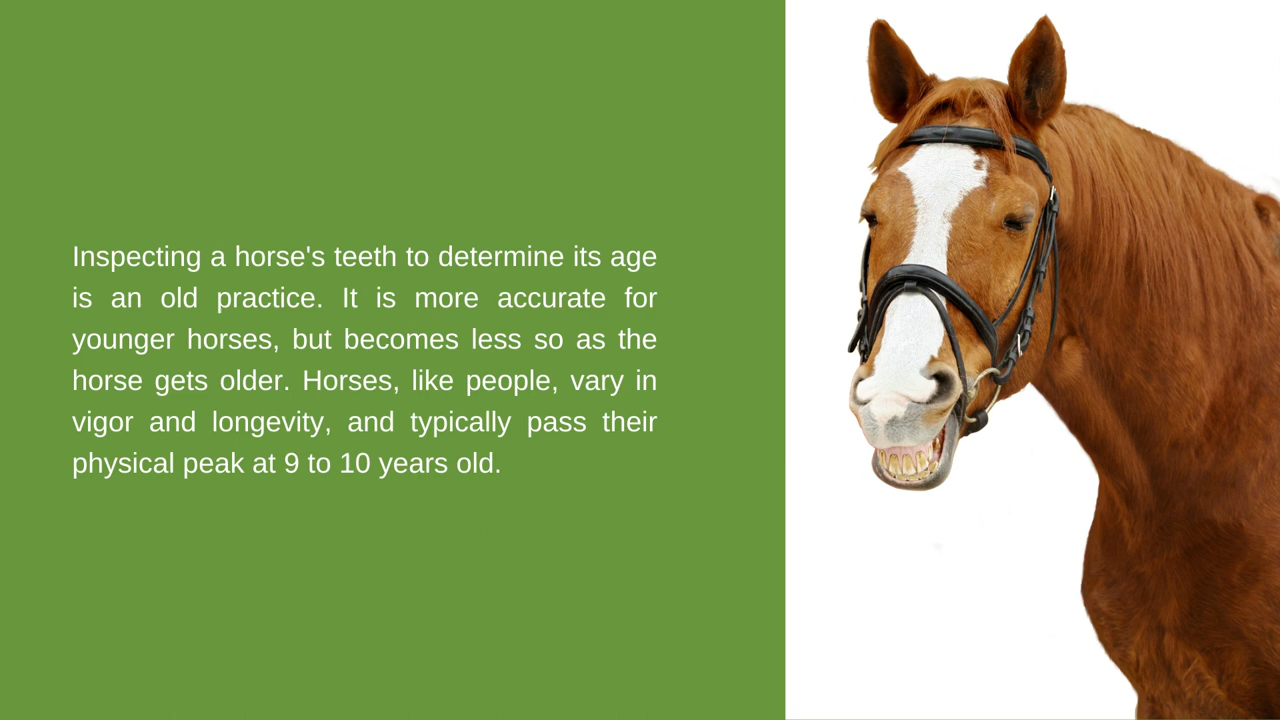 Inspecting a horse's teeth to determine its age
is an old practice. It is more accurate for
younger horses, but becomes less so as the
horse gets older. Horses, like people, vary in
vigor and longevity, and typically pass their
physical peak at 9 to 10 years old.